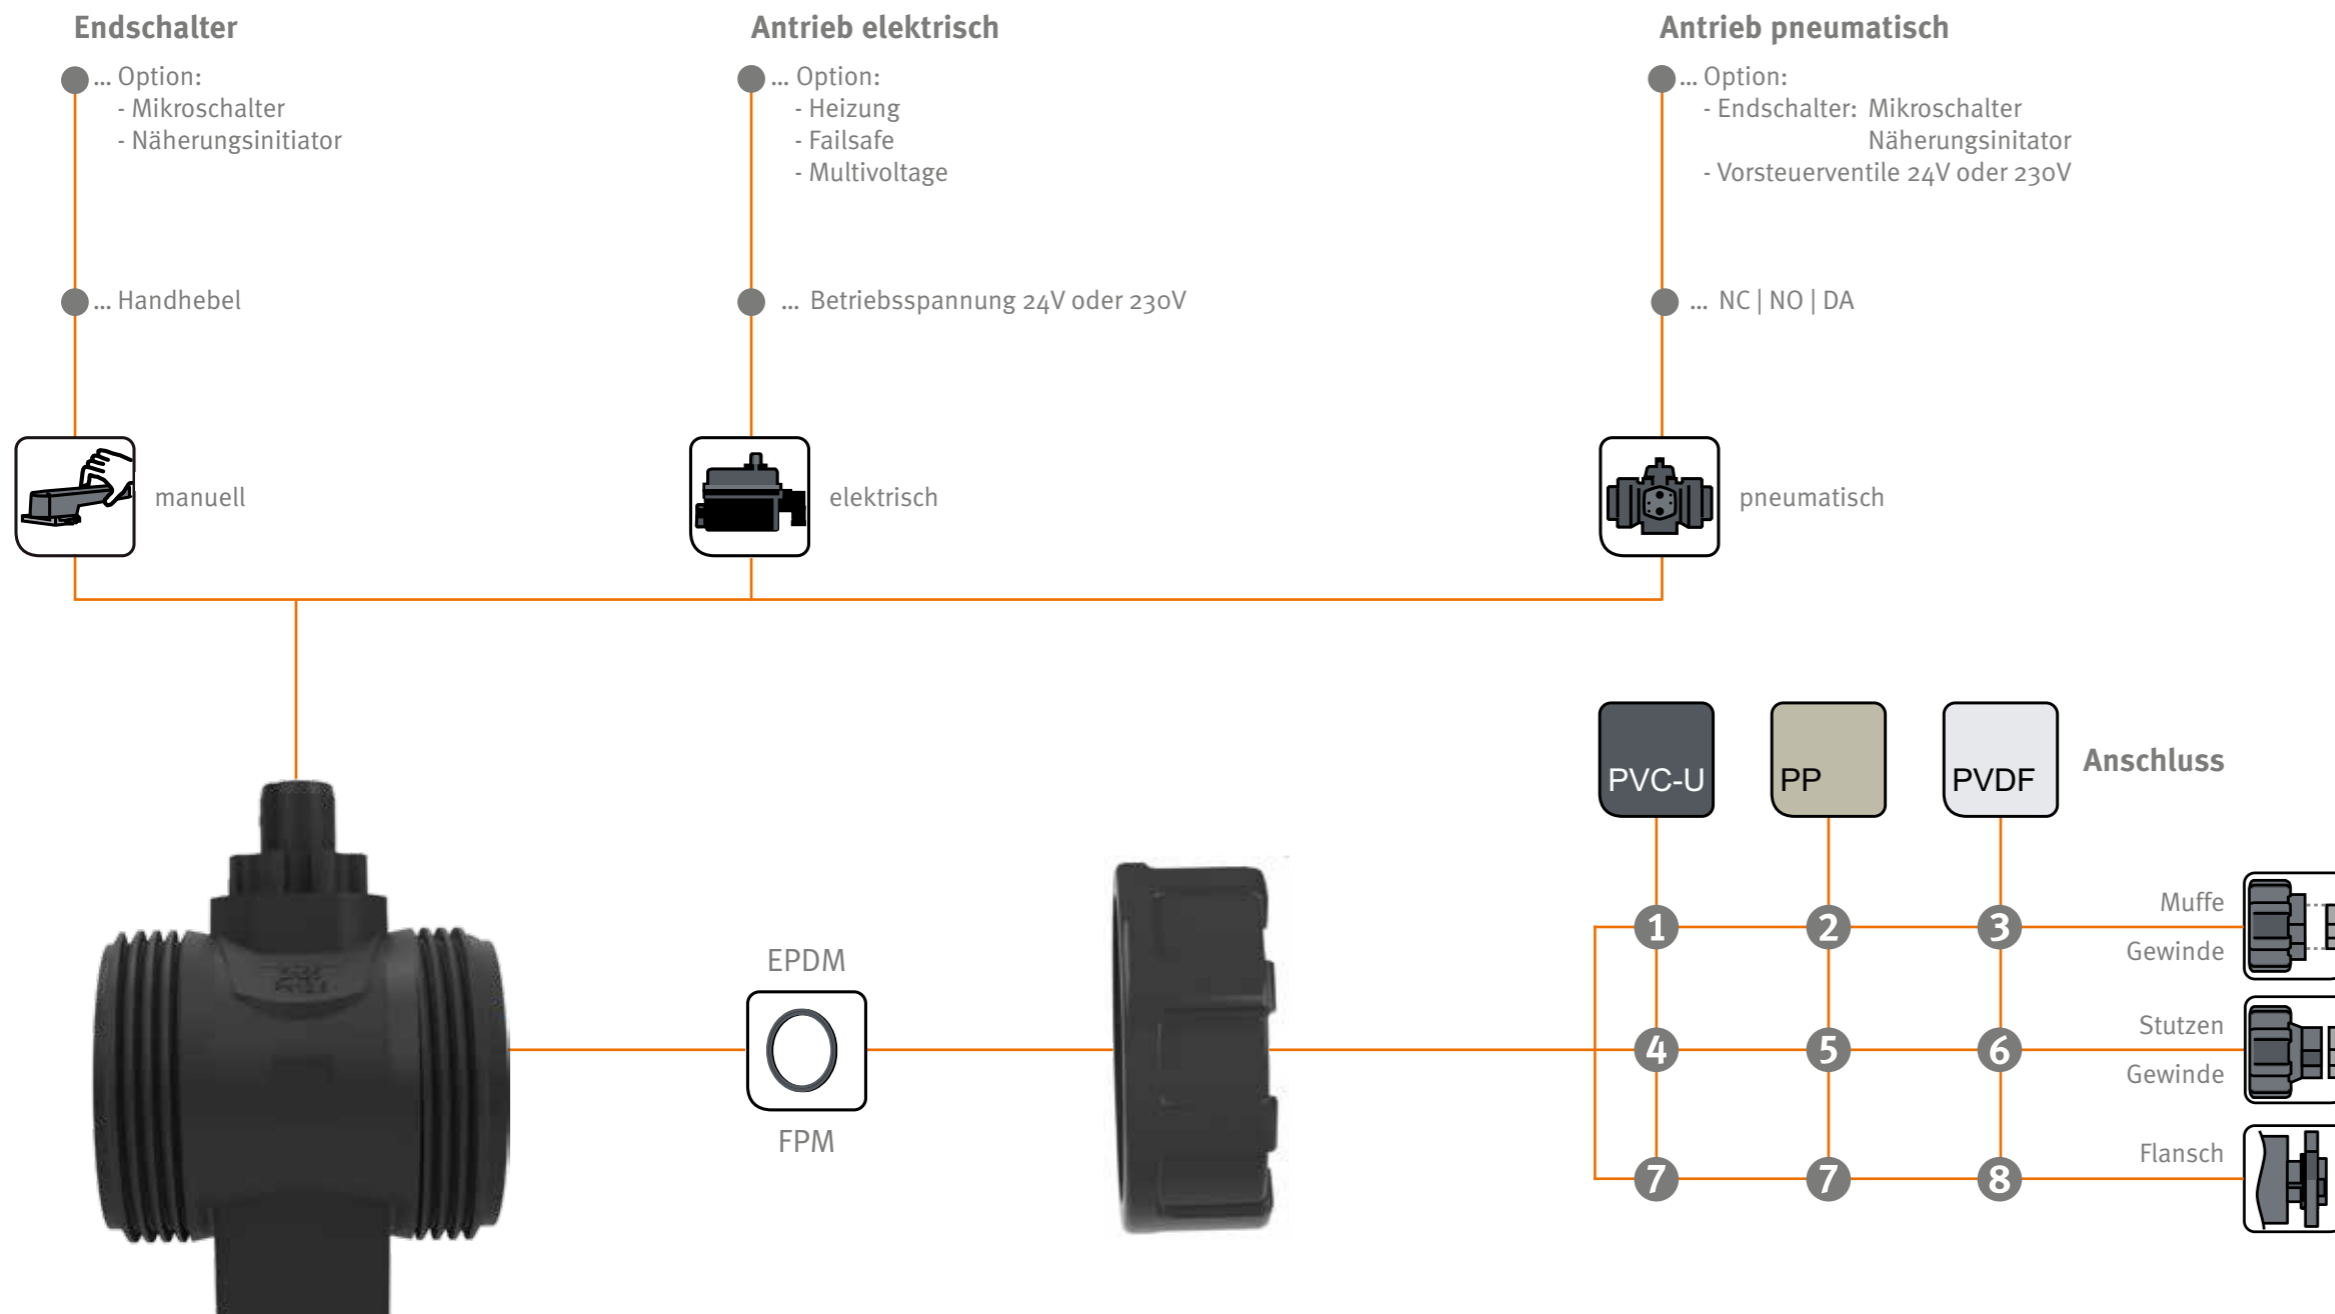 Endschalter
... Option:
- Mikroschalter
- Näherungsinitiator
... Handhebel
manuell
Antrieb elektrisch
... Option:
- Heizung
- Failsafe
- Multivoltage
... Betriebsspannung 24V oder 230V
elektrisch
Antrieb pneumatisch
... Option:
- Endschalter: Mikroschalter
Näherungsinitator
- Vorsteuerventile 24V oder 230V
... NC | NO | DA
pneumatisch
EPDM
FPM
PVC-U PP PVDF Anschluss
Muffe
1 2 3
Gewinde
Stutzen
4 5 6
Gewinde
Flansch
7 7 8